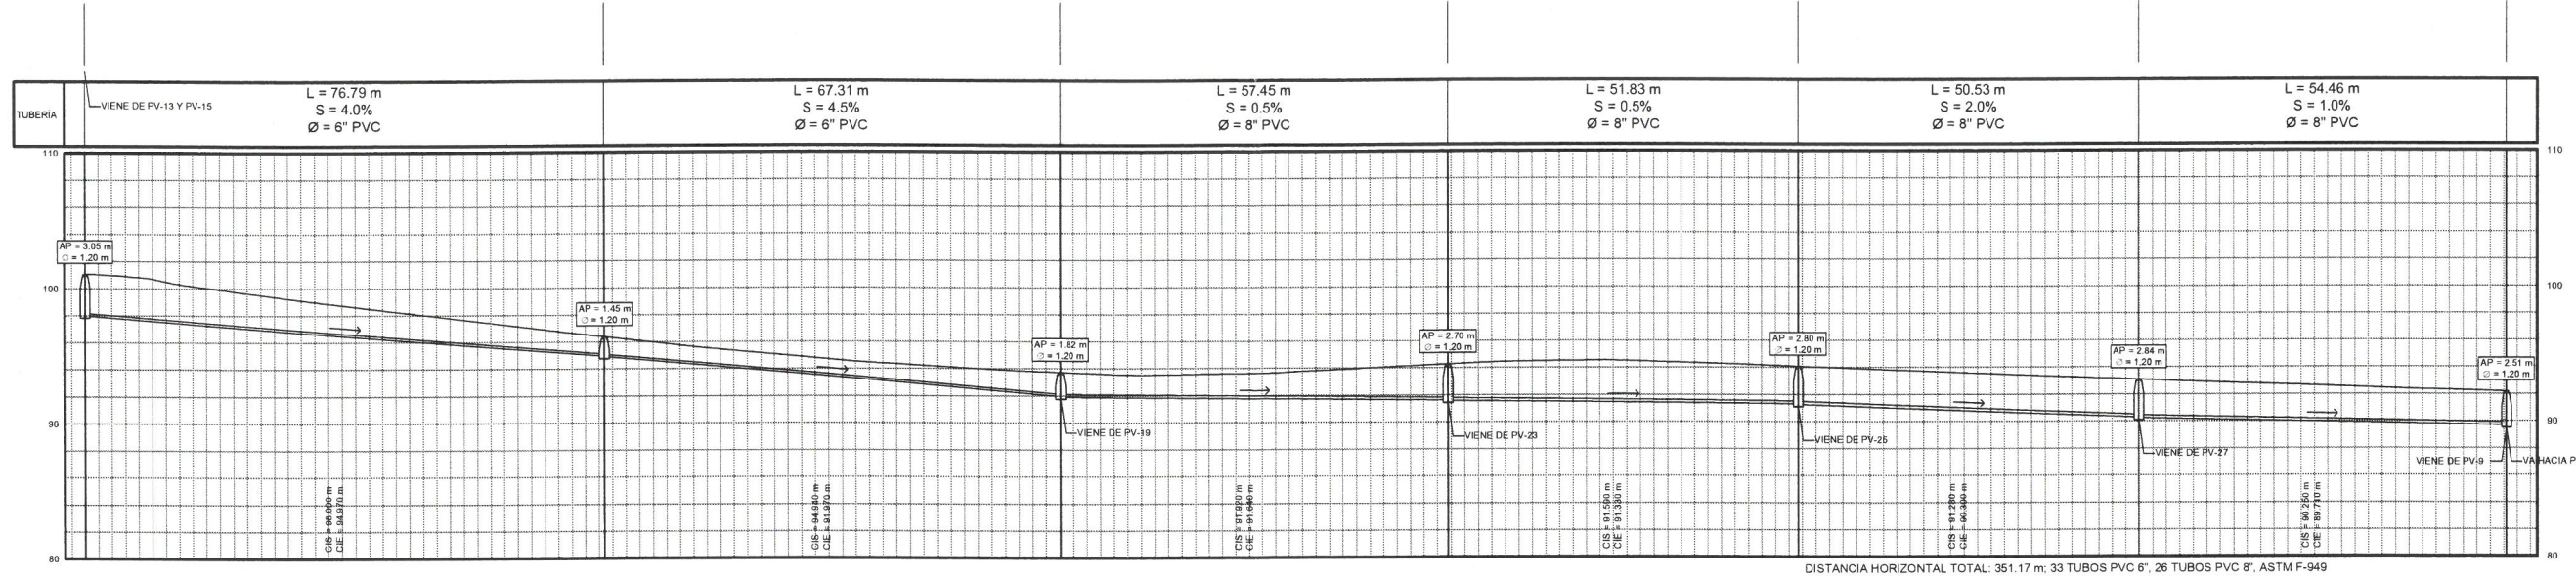 TUBERÍA
VIENE DE PV-13 Y PV-15
L = 76.79 m
S = 4.0%
Ø = 6" PVC
L = 67.31 m
S = 4.5%
Ø = 6" PVC
L = 57.45 m
S = 0.5%
Ø = 8" PVC
L = 51.83 m
S = 0.5%
Ø = 8" PVC
L = 50.53 m
S = 2.0%
Ø = 8" PVC
L = 54.46 m
S = 1.0%
Ø = 8" PVC
110
110
AP = 3.05 m
∅ = 1.20 m
100
100
AP = 1.45 m
∅ = 1.20 m
AP = 1.82 m
∅ = 1.20 m
AP = 2.70 m
∅ = 1.20 m
AP = 2.80 m
∅ = 1.20 m
AP = 2.84 m
∅ = 1.20 m
AP = 2.51 m
∅ = 1.20 m
90
90
VIENE DE PV-19
VIENE DE PV-23
VIENE DE PV-25
VIENE DE PV-27
VIENE DE PV-9
VA HACIA P
CIS = 98.000 m
CIE = 94.970 m
CIS = 94.940 m
CIE = 91.970 m
CIS = 91.920 m
CIE = 91.640 m
CIS = 91.590 m
CIE = 91.330 m
CIS = 91.280 m
CIE = 90.300 m
CIS = 90.250 m
CIE = 89.710 m
80
80
DISTANCIA HORIZONTAL TOTAL: 351.17 m; 33 TUBOS PVC 6", 26 TUBOS PVC 8", ASTM F-949